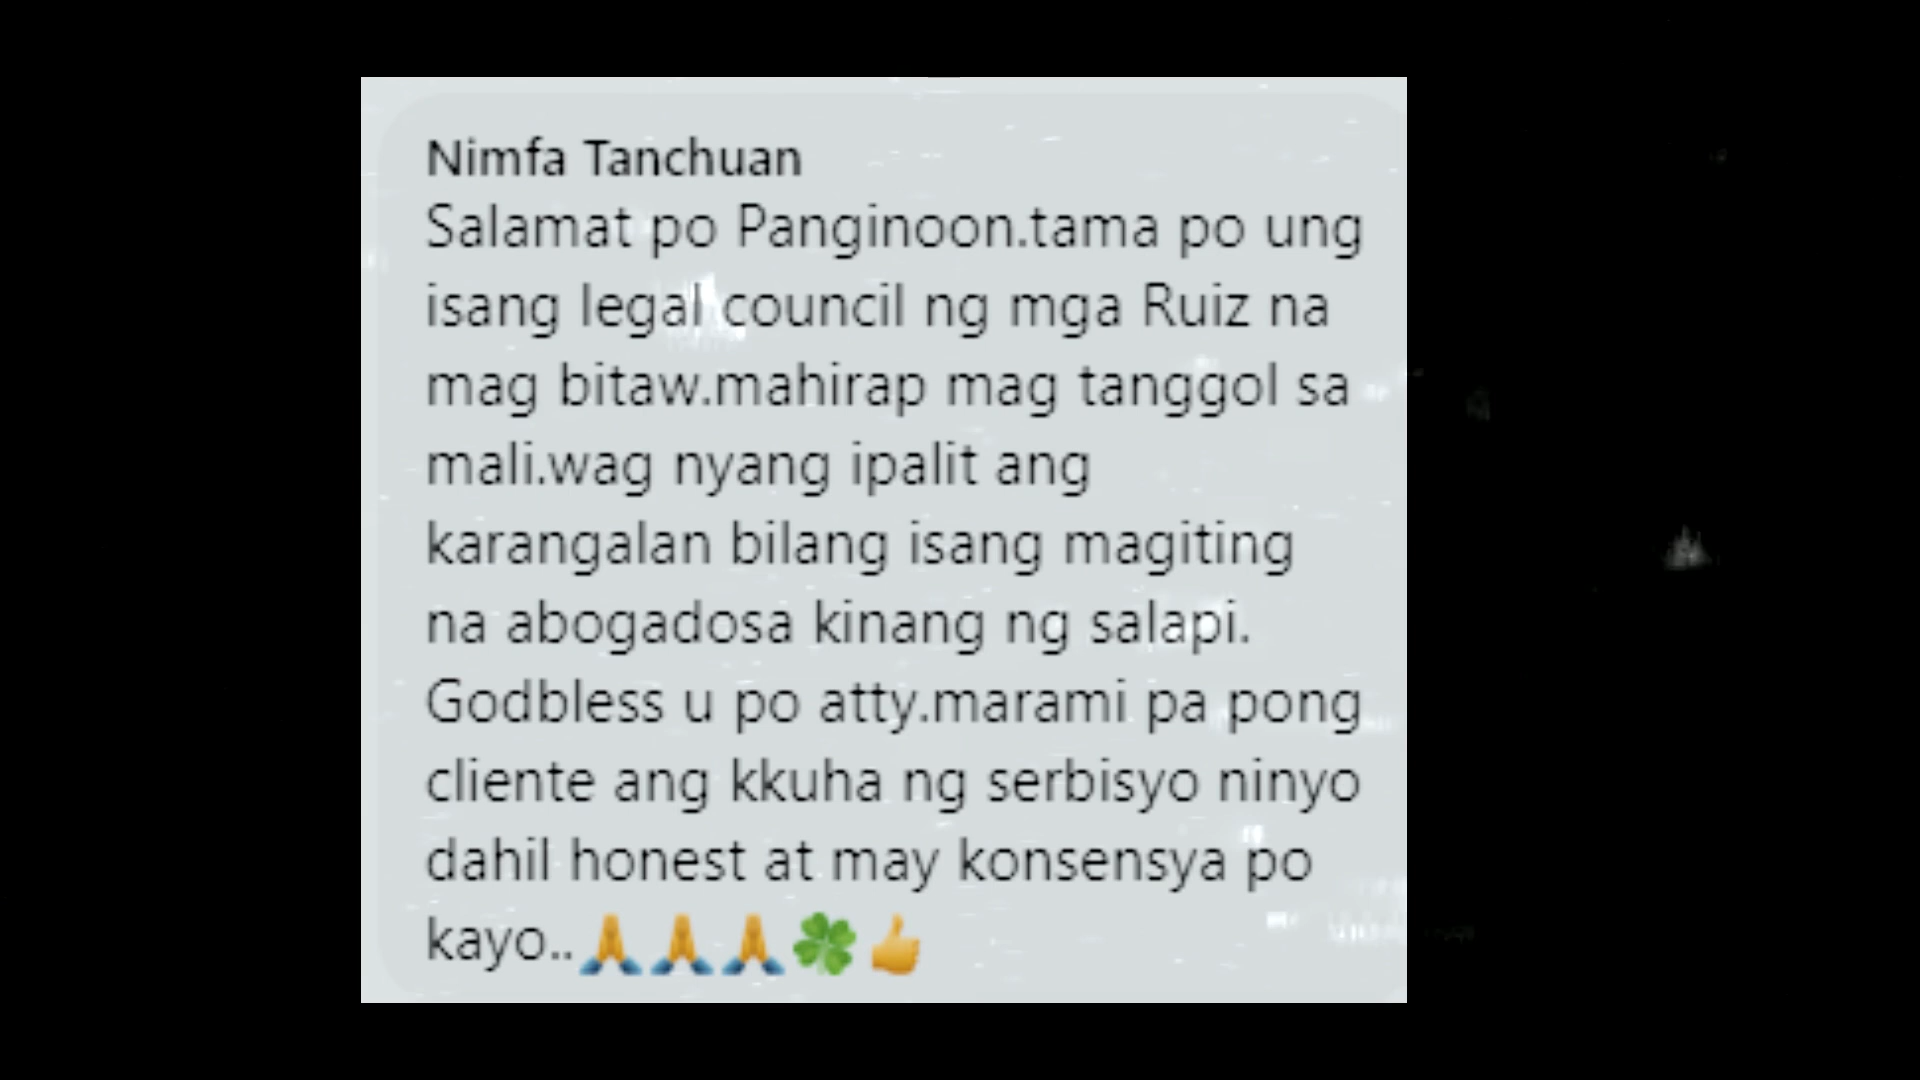 Nimfa Tanchuan
Salamat po Panginoon.tama po ung
isang legal council ng mga Ruiz na
mag bitaw.mahirap mag tanggol sa
mali.wag nyang ipalit ang
karangalan bilang isang magiting
na abogadosa kinang ng salapi.
Godbless u po atty.marami pa pong
cliente ang kkuha ng serbisyo ninyo
dahil honest at may konsensya po
kayo..🙏🙏🙏🍀👍